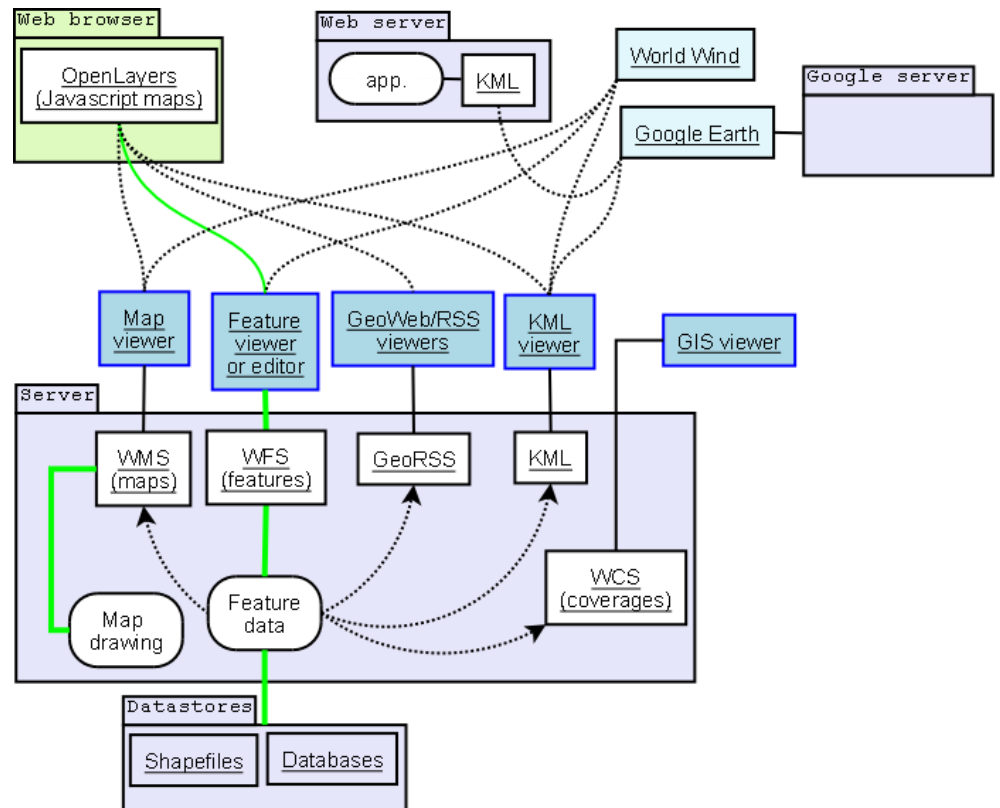 Web browser
OpenLayers
(Javascript maps)
Web server
app.
KML
World Wind
Google server
Google Earth
Map
viewer
Feature
viewer
or editor
GeoWeb/RSS
viewers
KML
viewer
GIS viewer
Server
WMS
(maps)
WFS
(features)
GeoRSS
KML
WCS
(coverages)
Map
drawing
Feature
data
Datastores
Shapefiles
Databases